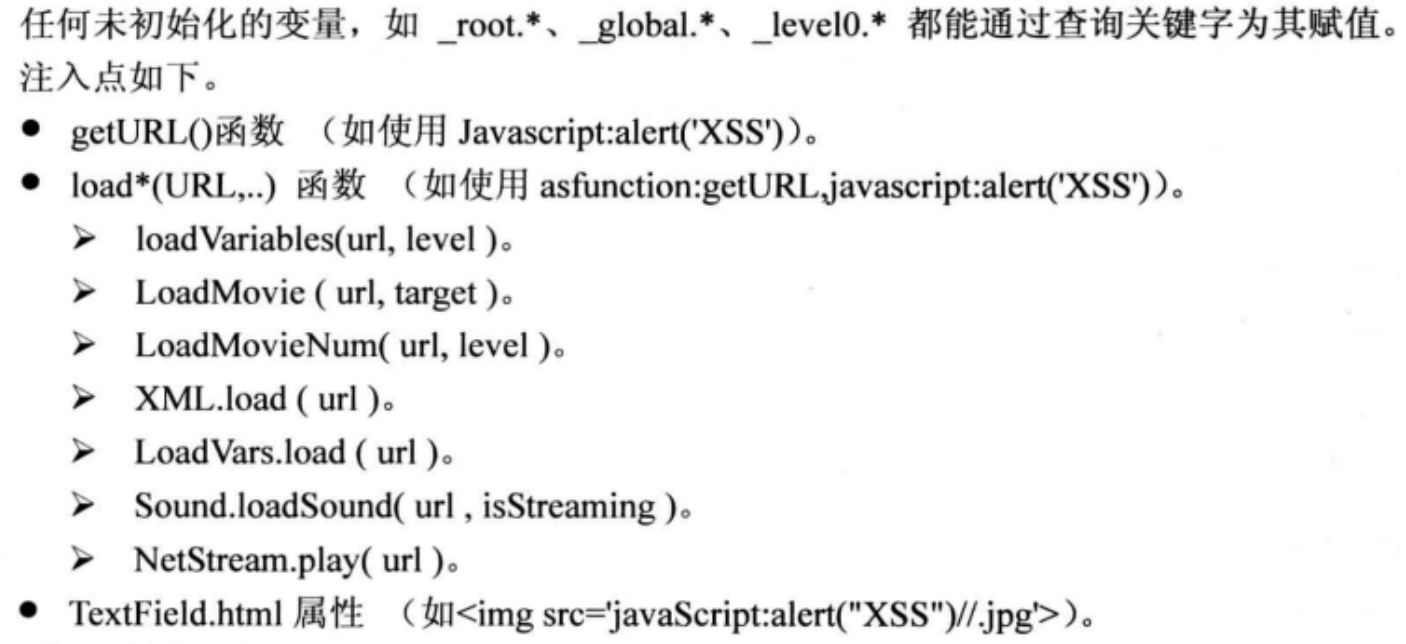 任何未初始化的变量，如 _root.*、_global.*、_level0.* 都能通过查询关键字为其赋值。
注入点如下。
● getURL()函数 （如使用 Javascript:alert('XSS')）。
● load*(URL,..) 函数 （如使用 asfunction:getURL,javascript:alert('XSS')）。
➢ loadVariables(url, level )。
➢ LoadMovie ( url, target )。
➢ LoadMovieNum( url, level )。
➢ XML.load ( url )。
➢ LoadVars.load ( url )。
➢ Sound.loadSound( url , isStreaming )。
➢ NetStream.play( url )。
● TextField.html 属性 （如<img src='javaScript:alert("XSS")//.jpg'>）。